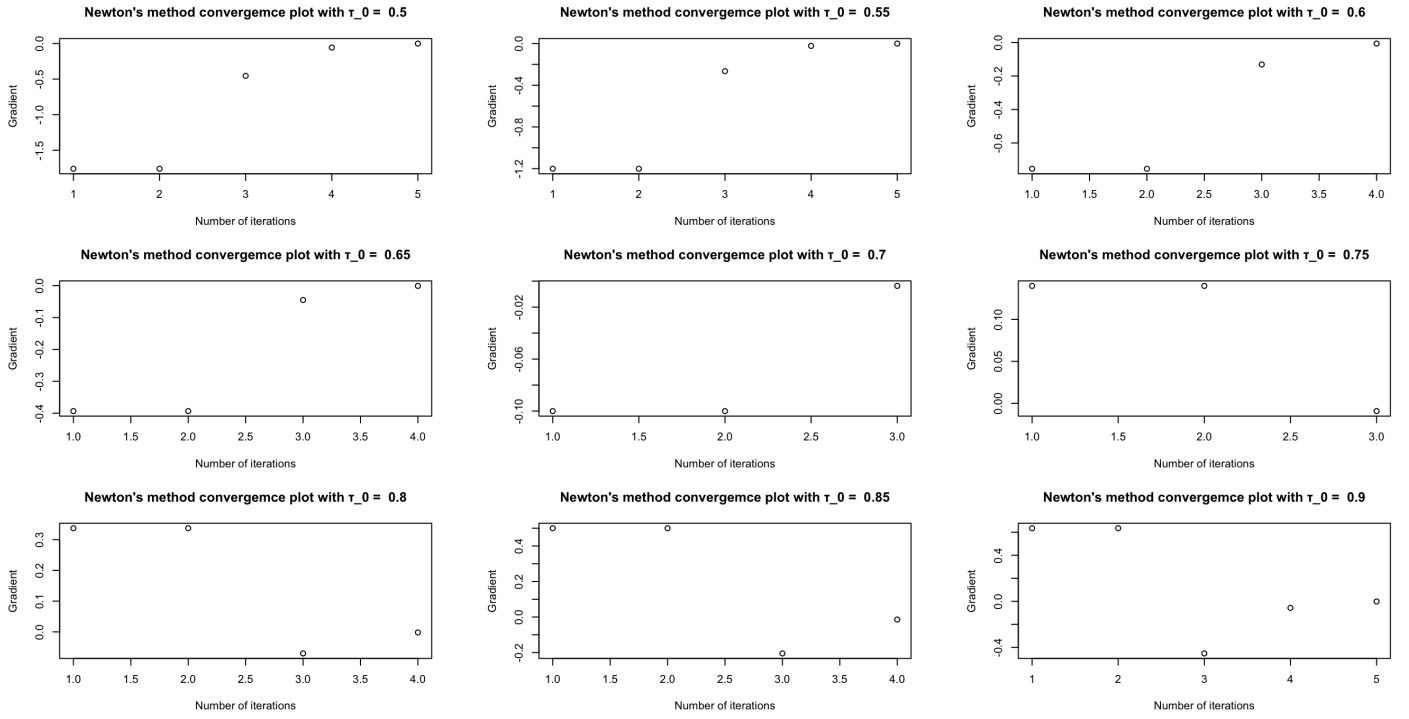 Newton's method convergemce plot with τ_0 =  0.5
0.0
-0.5
-1.0
-1.5
Gradient
1 2 3 4 5
Number of iterations
Newton's method convergemce plot with τ_0 =  0.55
0.0
-0.4
-0.8
-1.2
Gradient
1 2 3 4 5
Number of iterations
Newton's method convergemce plot with τ_0 =  0.6
0.0
-0.2
-0.4
-0.6
Gradient
1.0 1.5 2.0 2.5 3.0 3.5 4.0
Number of iterations
Newton's method convergemce plot with τ_0 =  0.65
0.0
-0.1
-0.2
-0.3
-0.4
Gradient
1.0 1.5 2.0 2.5 3.0 3.5 4.0
Number of iterations
Newton's method convergemce plot with τ_0 =  0.7
-0.02
-0.06
-0.10
Gradient
1.0 1.5 2.0 2.5 3.0
Number of iterations
Newton's method convergemce plot with τ_0 =  0.75
0.10
0.05
0.00
Gradient
1.0 1.5 2.0 2.5 3.0
Number of iterations
Newton's method convergemce plot with τ_0 =  0.8
0.3
0.2
0.1
0.0
Gradient
1.0 1.5 2.0 2.5 3.0 3.5 4.0
Number of iterations
Newton's method convergemce plot with τ_0 =  0.85
0.4
0.2
0.0
-0.2
Gradient
1.0 1.5 2.0 2.5 3.0 3.5 4.0
Number of iterations
Newton's method convergemce plot with τ_0 =  0.9
0.4
0.0
-0.4
Gradient
1 2 3 4 5
Number of iterations